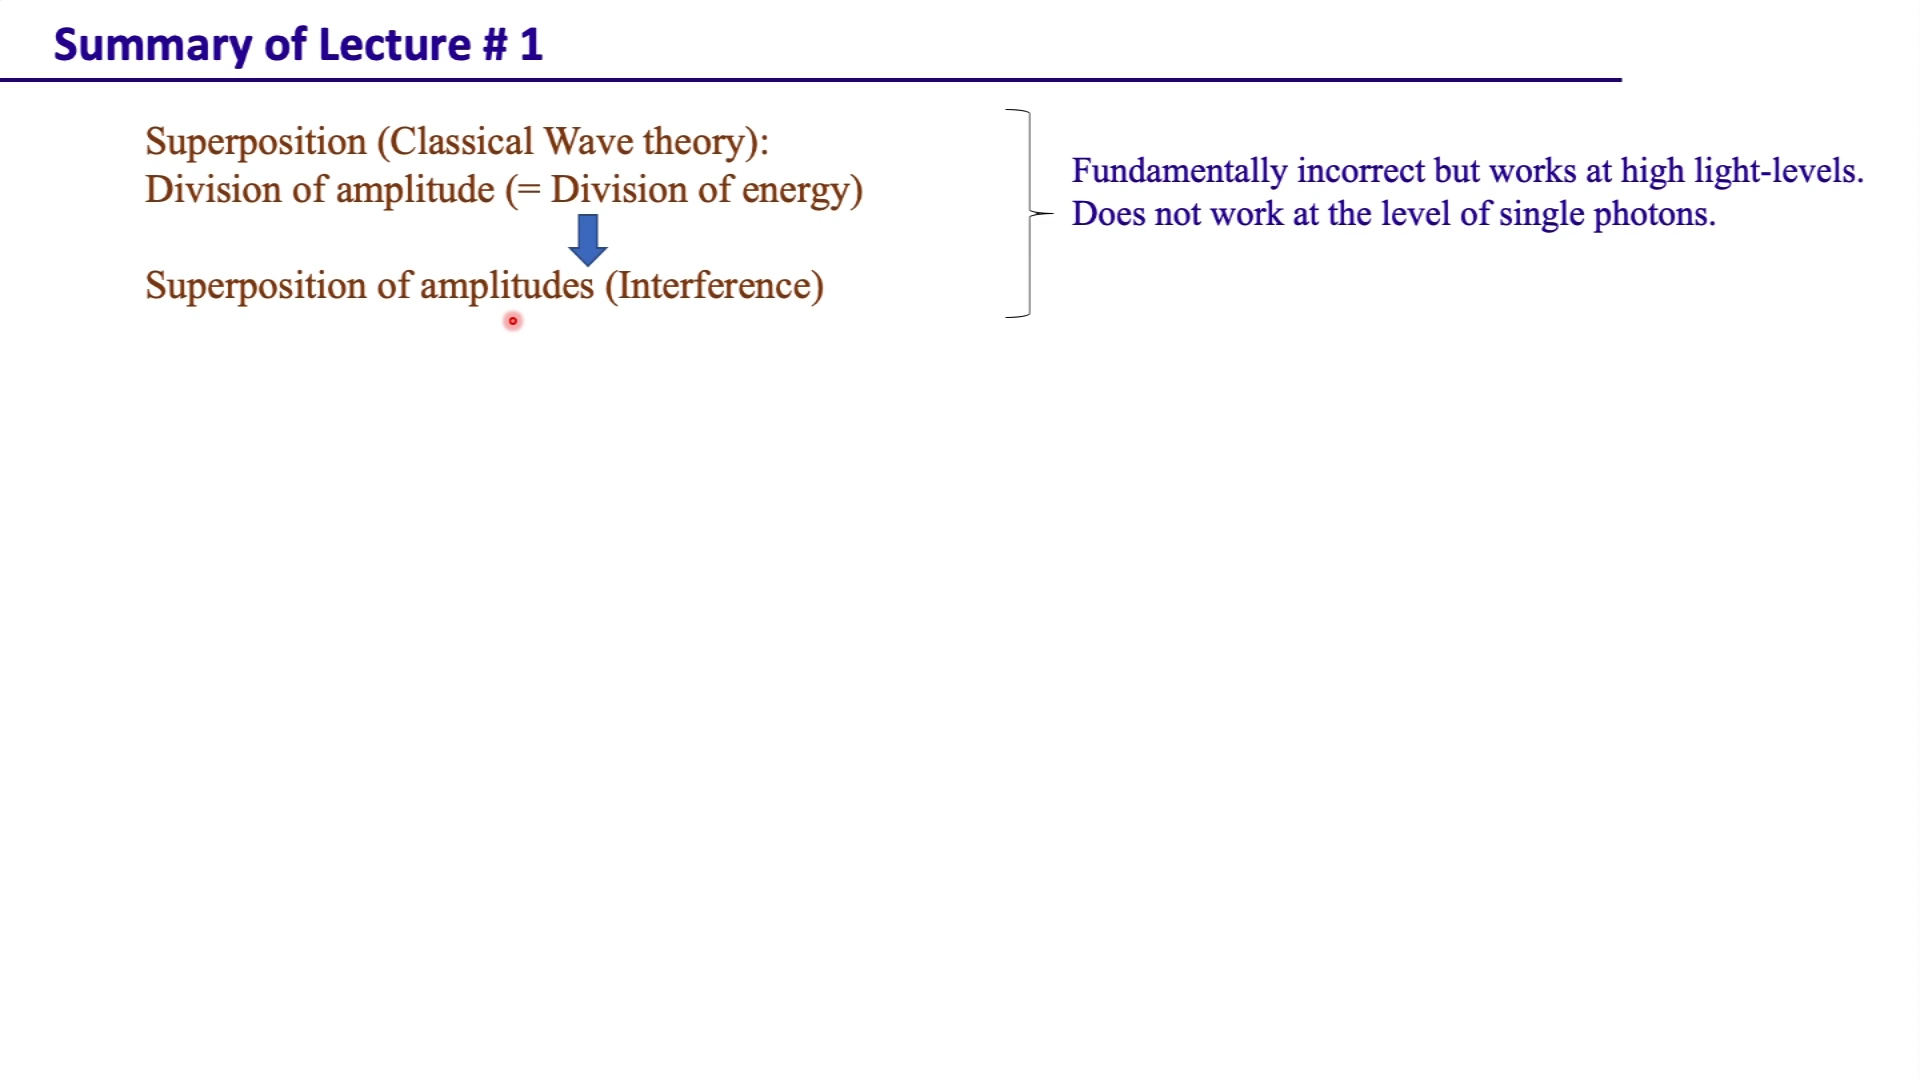 Summary of Lecture # 1
Superposition (Classical Wave theory):
Division of amplitude (= Division of energy)
Superposition of amplitudes (Interference)
Fundamentally incorrect but works at high light-levels.
Does not work at the level of single photons.